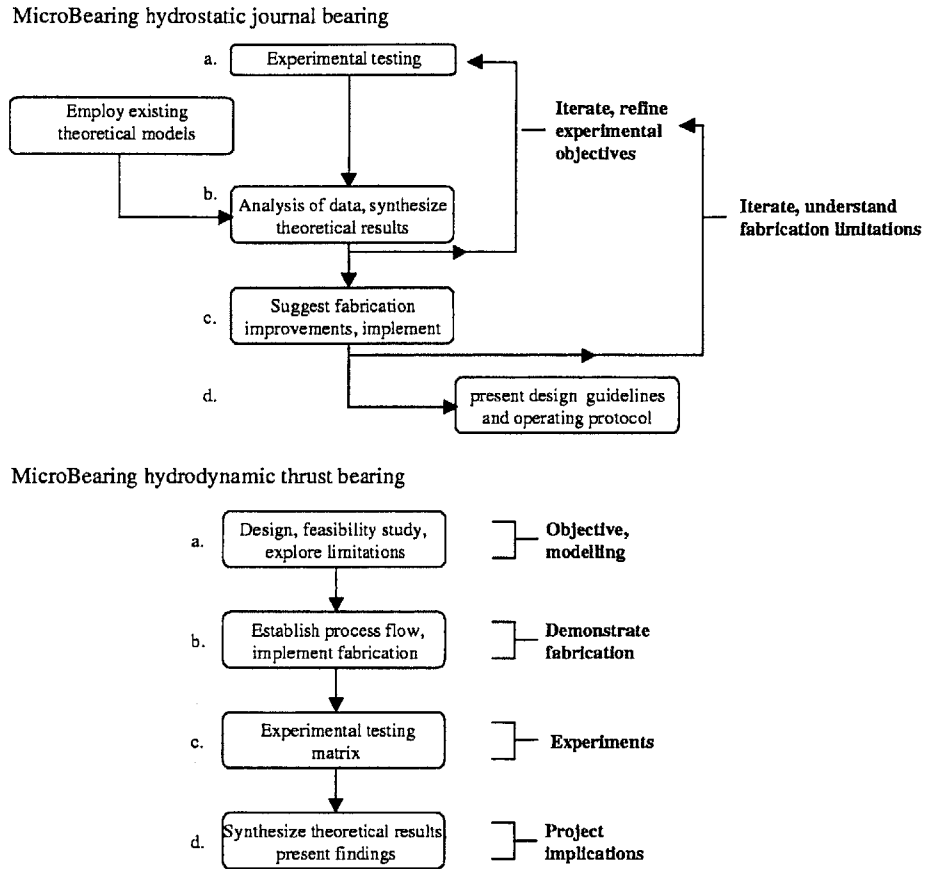 MicroBearing hydrostatic journal bearing
a.
Experimental testing
Employ existing
theoretical models
Iterate, refine
experimental
objectives
b.
Analysis of data, synthesize
theoretical results
Iterate, understand
fabrication limitations
c.
Suggest fabrication
improvements, implement
d.
present design guidelines
and operating protocol
MicroBearing hydrodynamic thrust bearing
a.
Design, feasibility study,
explore limitations
Objective,
modelling
b.
Establish process flow,
implement fabrication
Demonstrate
fabrication
c.
Experimental testing
matrix
Experiments
d.
Synthesize theoretical results
present findings
Project
implications